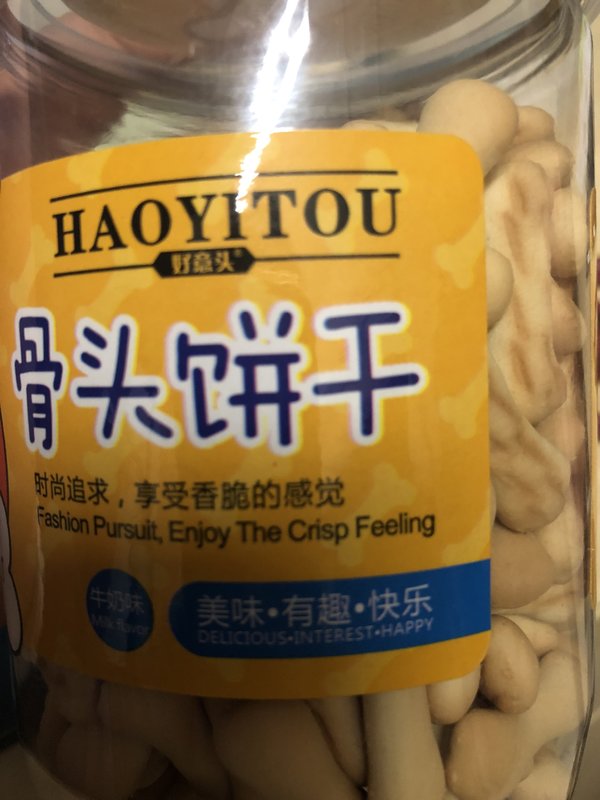 HAOYITOU
好意头®
骨头饼干
时尚追求，享受香脆的感觉
Fashion Pursuit, Enjoy The Crisp Feeling
牛奶味
Milk flavor
美味•有趣•快乐
DELICIOUS•INTEREST•HAPPY